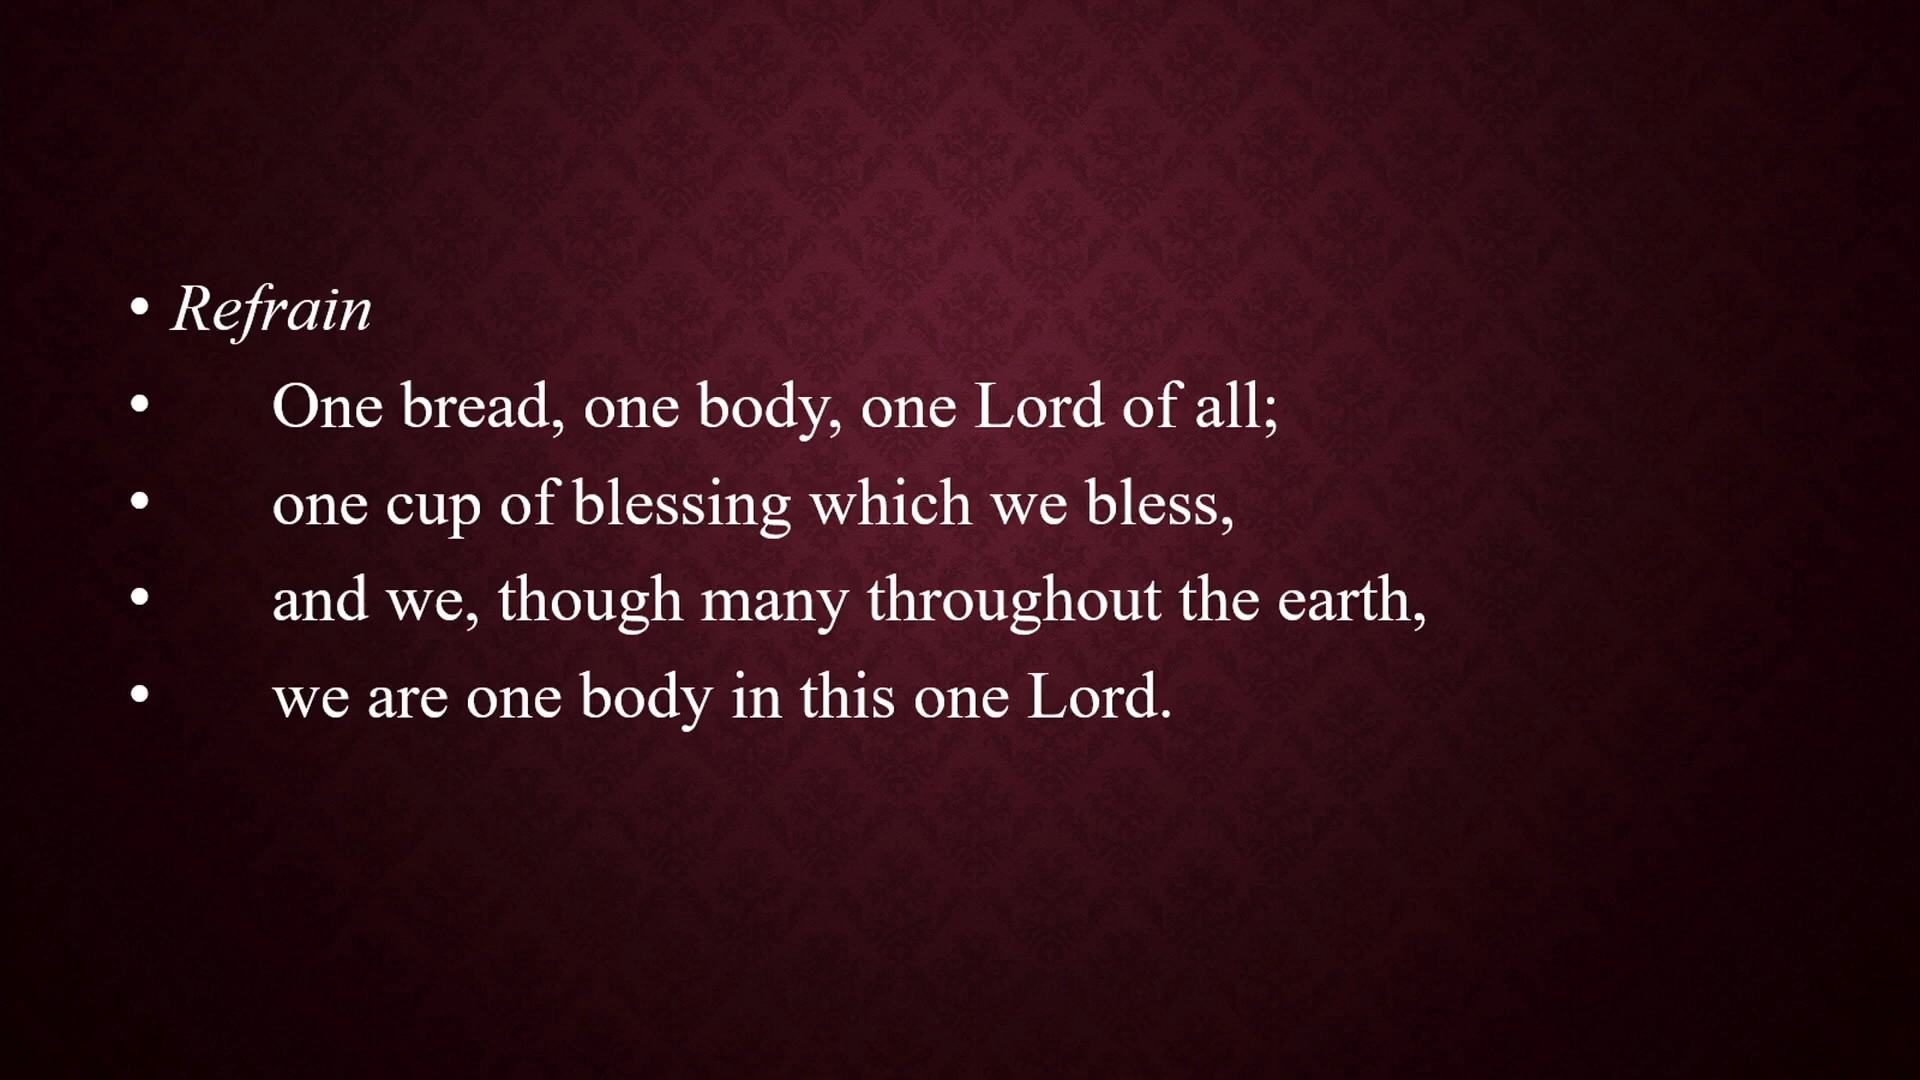 • Refrain
• One bread, one body, one Lord of all;
• one cup of blessing which we bless,
• and we, though many throughout the earth,
• we are one body in this one Lord.